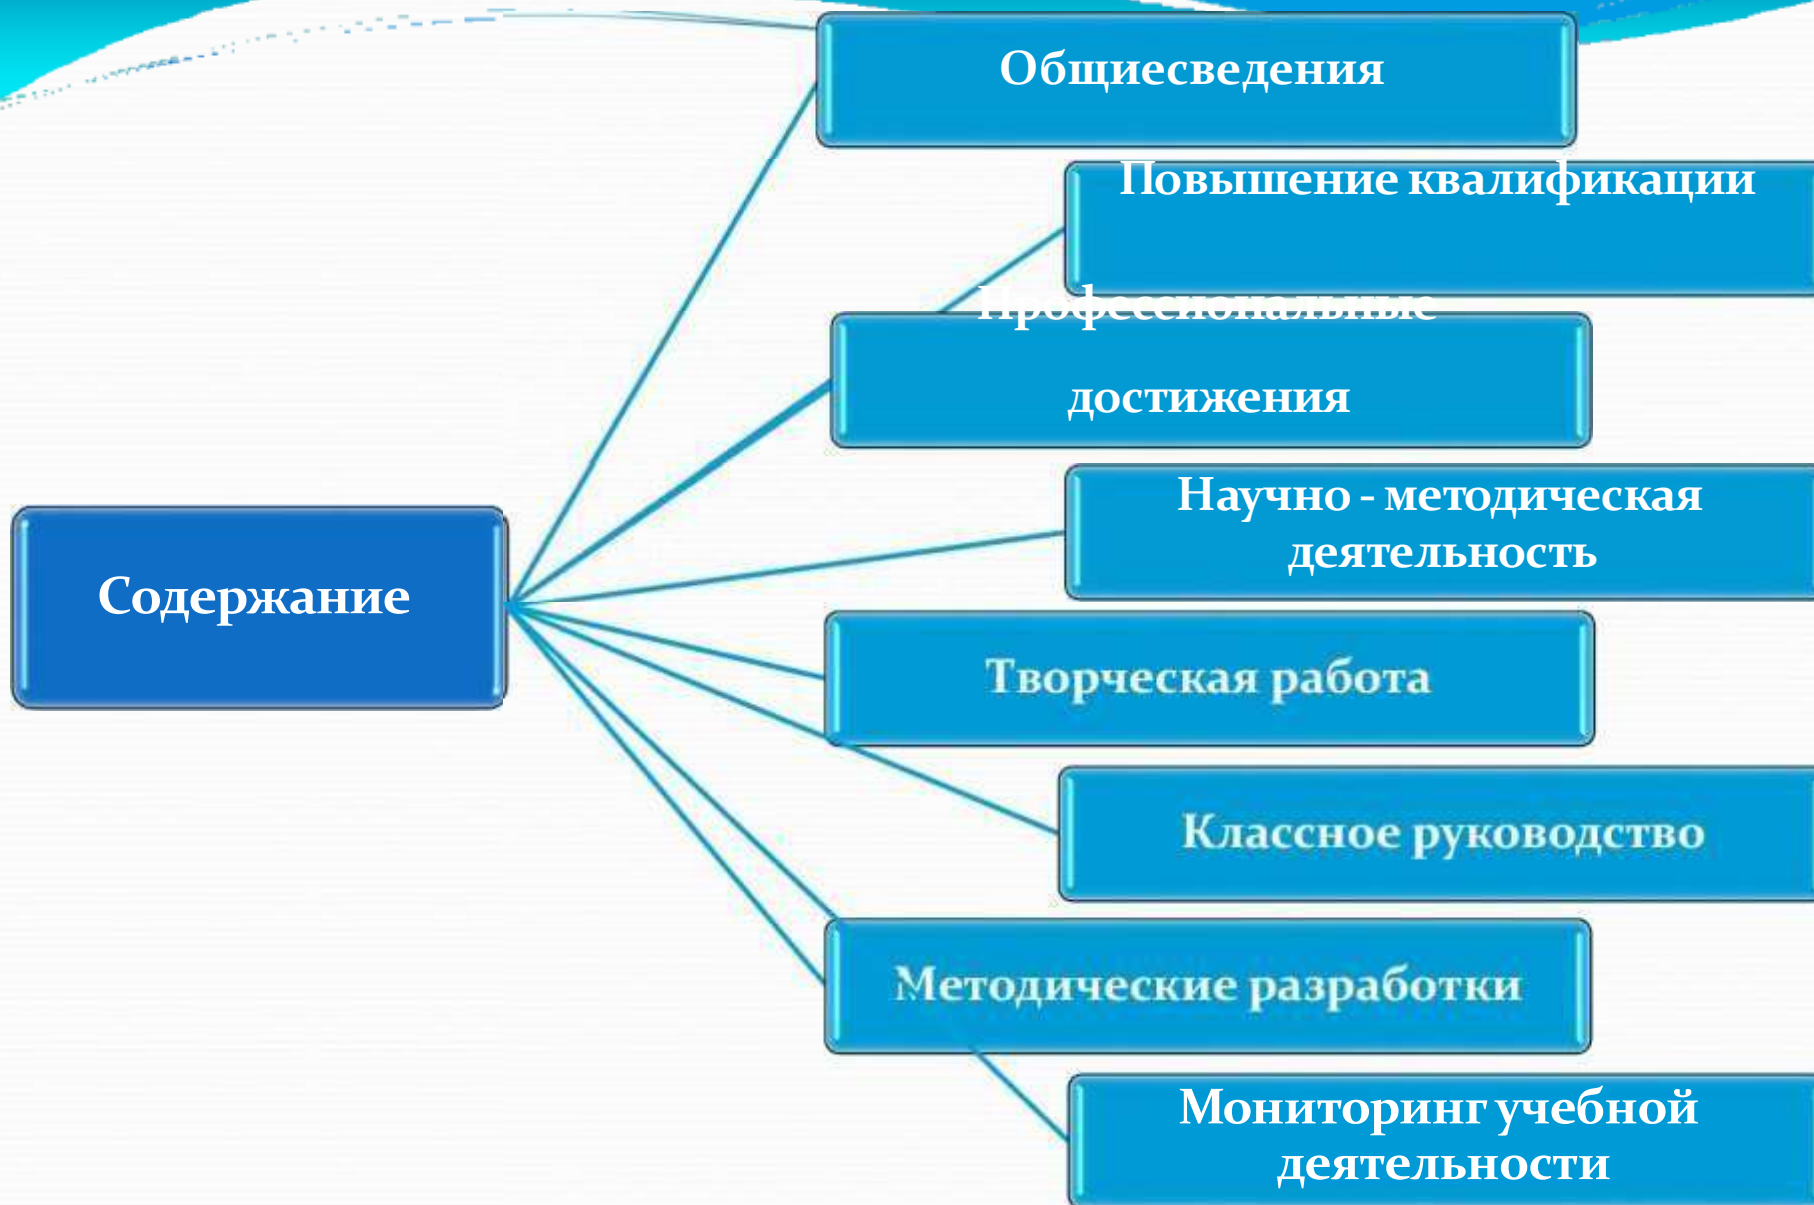 Общиесведения
Повышение квалификации
Профессиональные
достижения
Содержание
Научно - методическая
деятельность
Творческая работа
Классное руководство
Методические разработки
Мониторинг учебной
деятельности